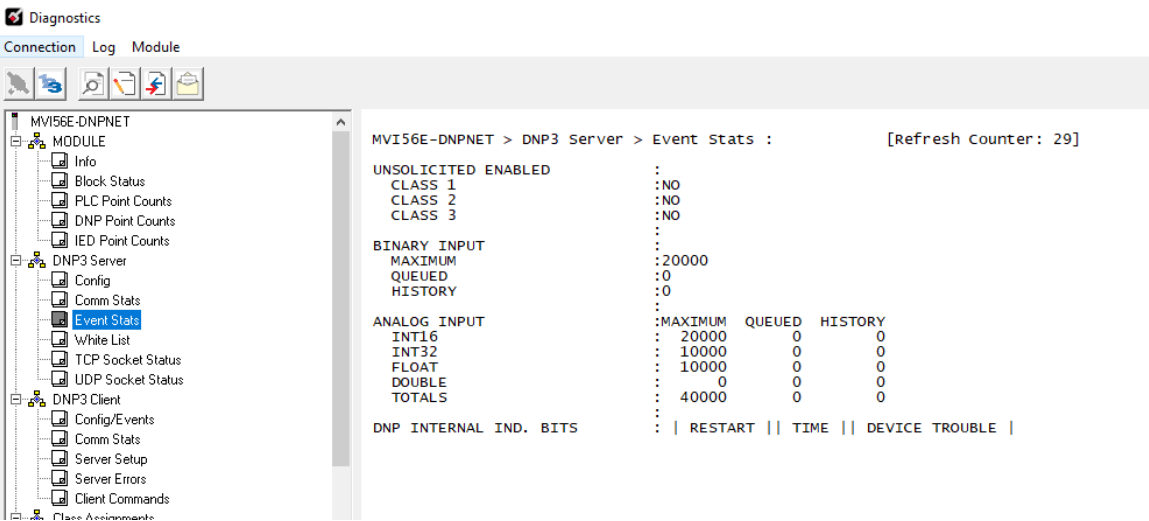 Diagnostics
Connection Log Module
MVI56E-DNPNET
MODULE
Info
Block Status
PLC Point Counts
DNP Point Counts
IED Point Counts
DNP3 Server
Config
Comm Stats
Event Stats
White List
TCP Socket Status
UDP Socket Status
DNP3 Client
Config/Events
Comm Stats
Server Setup
Server Errors
Client Commands
Class Assignments
MVI56E-DNPNET > DNP3 Server > Event Stats : [Refresh Counter: 29]
UNSOLICITED ENABLED :
CLASS 1 :NO
CLASS 2 :NO
CLASS 3 :NO
:
BINARY INPUT :
MAXIMUM :20000
QUEUED :0
HISTORY :0
:
ANALOG INPUT :MAXIMUM QUEUED HISTORY
INT16 : 20000 0 0
INT32 : 10000 0 0
FLOAT : 10000 0 0
DOUBLE : 0 0 0
TOTALS : 40000 0 0
:
DNP INTERNAL IND. BITS : | RESTART || TIME || DEVICE TROUBLE |